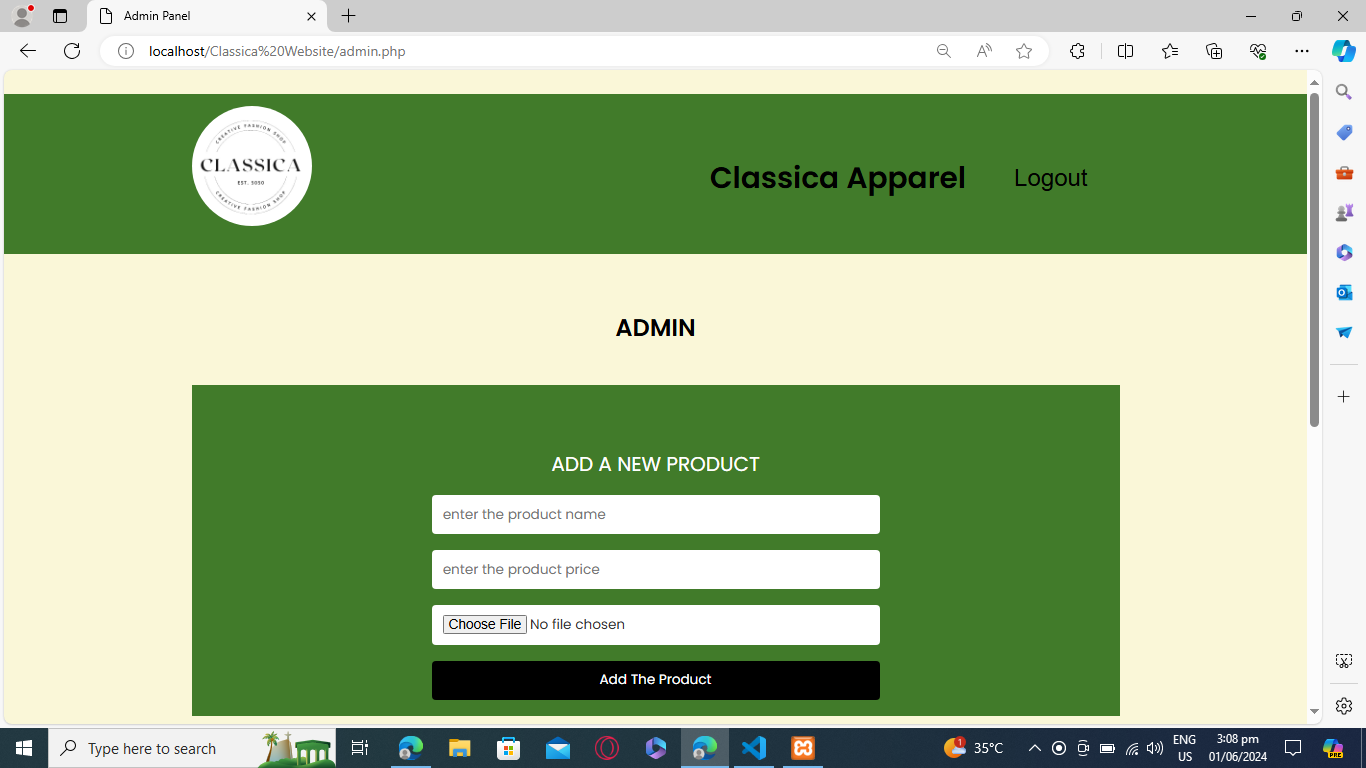 Admin Panel
localhost/Classica%20Website/admin.php
CREATIVE FASHION SHOP
CLASSICA
EST. 2020
CREATIVE FASHION SHOP
Classica Apparel
Logout
ADMIN
ADD A NEW PRODUCT
enter the product name
enter the product price
Choose File No file chosen
Add The Product
Type here to search
1
35°C
ENG
US
3:08 pm
01/06/2024
PRE